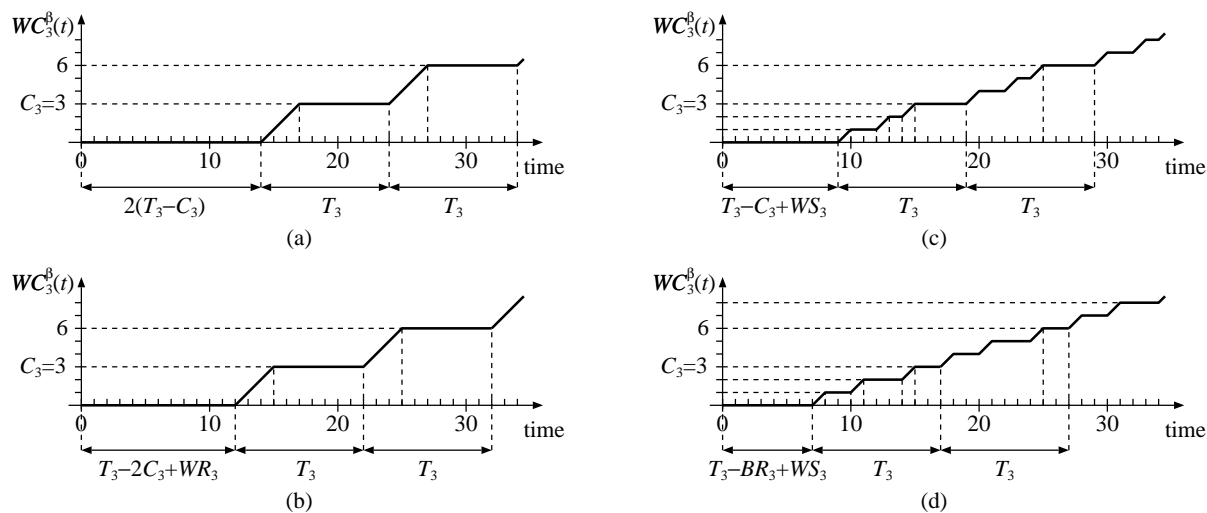 WC₃ᵝ(t)
6
C₃=3
0 10 20 30 time
2(T₃−C₃) T₃ T₃
(a)
WC₃ᵝ(t)
6
C₃=3
0 10 20 30 time
T₃−C₃+WS₃ T₃ T₃
(c)
WC₃ᵝ(t)
6
C₃=3
0 10 20 30 time
T₃−2C₃+WR₃ T₃ T₃
(b)
WC₃ᵝ(t)
6
C₃=3
0 10 20 30 time
T₃−BR₃+WS₃ T₃ T₃
(d)